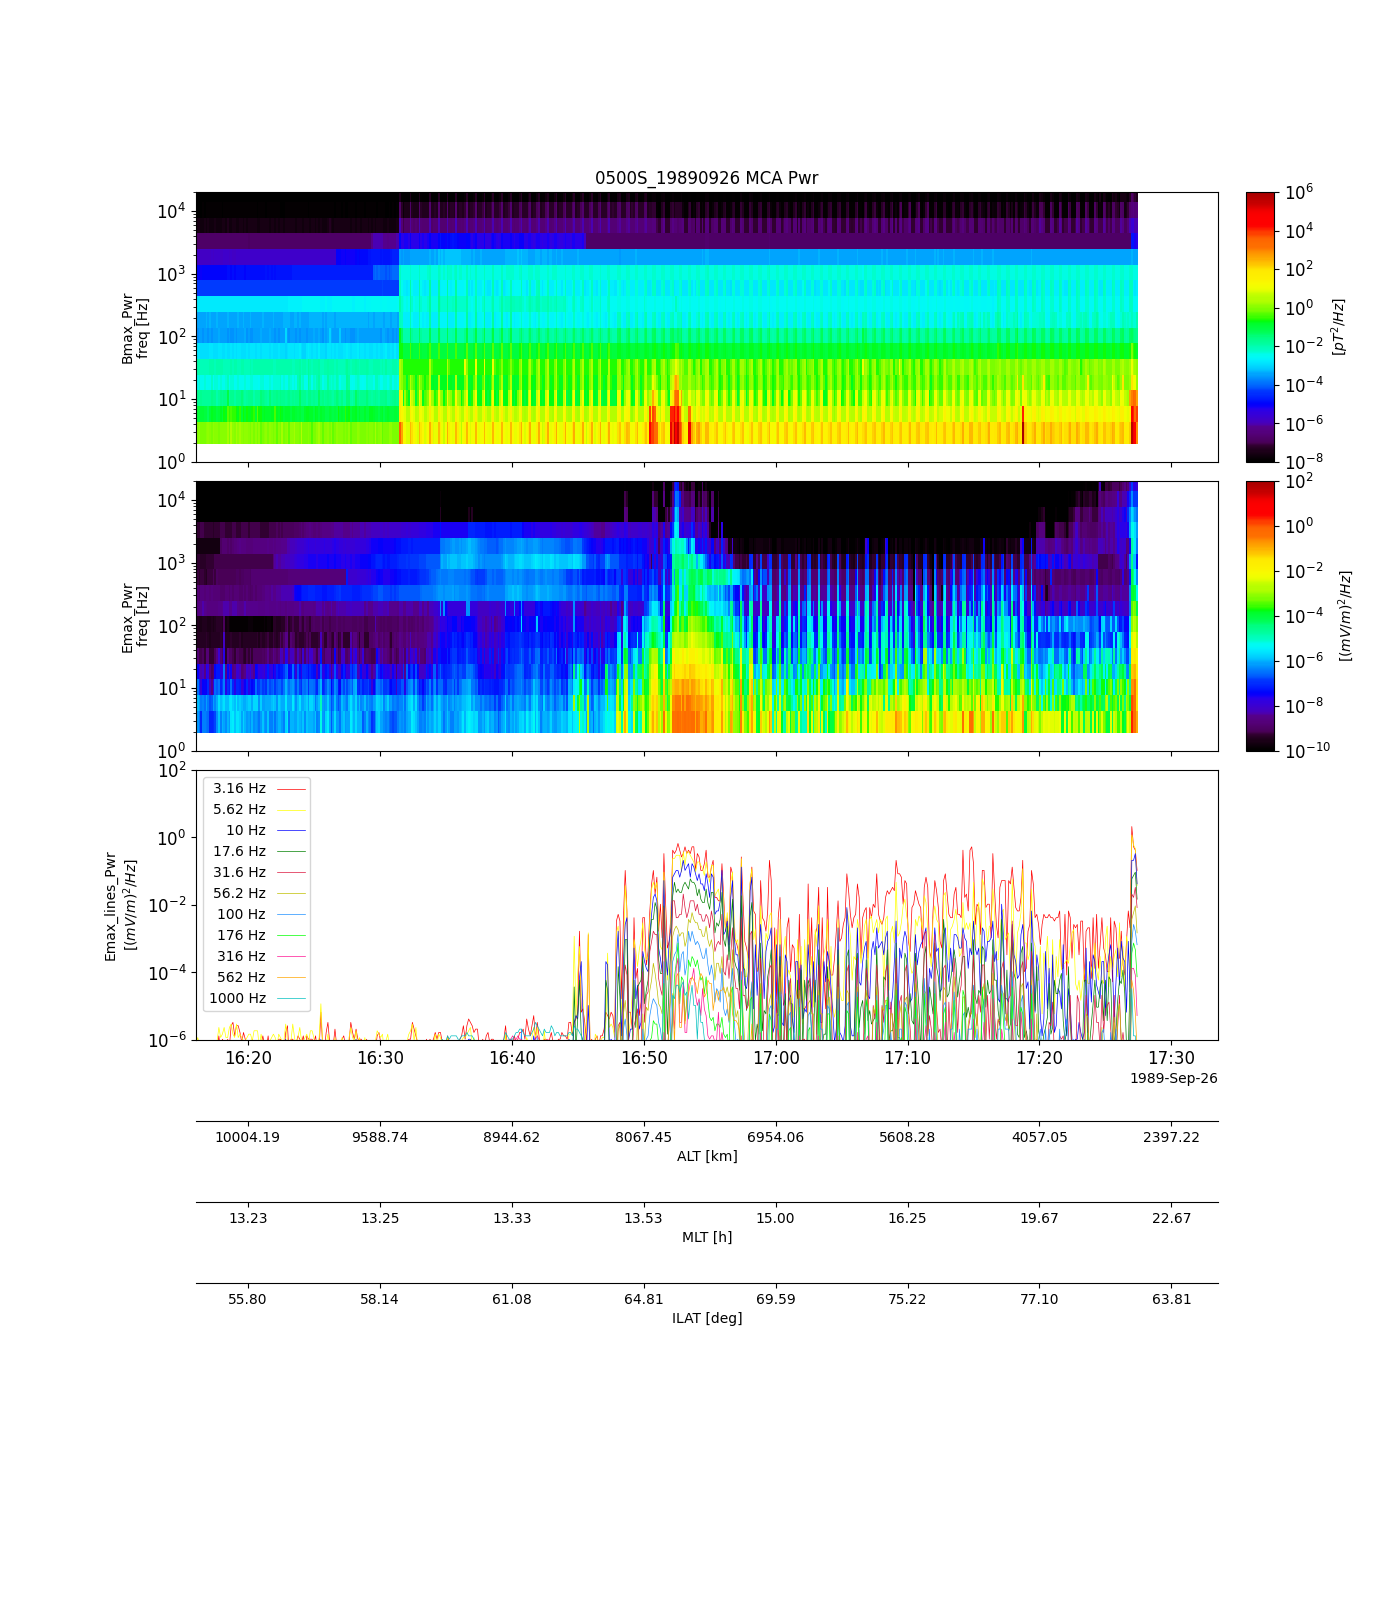 0500S_19890926 MCA Pwr
10^4
10^3
10^2
10^1
10^0
Bmax_Pwr
freq [Hz]
10^6
10^4
10^2
10^0
10^-2
10^-4
10^-6
10^-8
[pT^2/Hz]
10^4
10^3
10^2
10^1
10^0
Emax_Pwr
freq [Hz]
10^2
10^0
10^-2
10^-4
10^-6
10^-8
10^-10
[(mV/m)^2/Hz]
10^2
10^0
10^-2
10^-4
10^-6
Emax_lines_Pwr
[(mV/m)^2/Hz]
3.16 Hz
5.62 Hz
10 Hz
17.6 Hz
31.6 Hz
56.2 Hz
100 Hz
176 Hz
316 Hz
562 Hz
1000 Hz
16:20 16:30 16:40 16:50 17:00 17:10 17:20 17:30
1989-Sep-26
10004.19 9588.74 8944.62 8067.45 6954.06 5608.28 4057.05 2397.22
ALT [km]
13.23 13.25 13.33 13.53 15.00 16.25 19.67 22.67
MLT [h]
55.80 58.14 61.08 64.81 69.59 75.22 77.10 63.81
ILAT [deg]